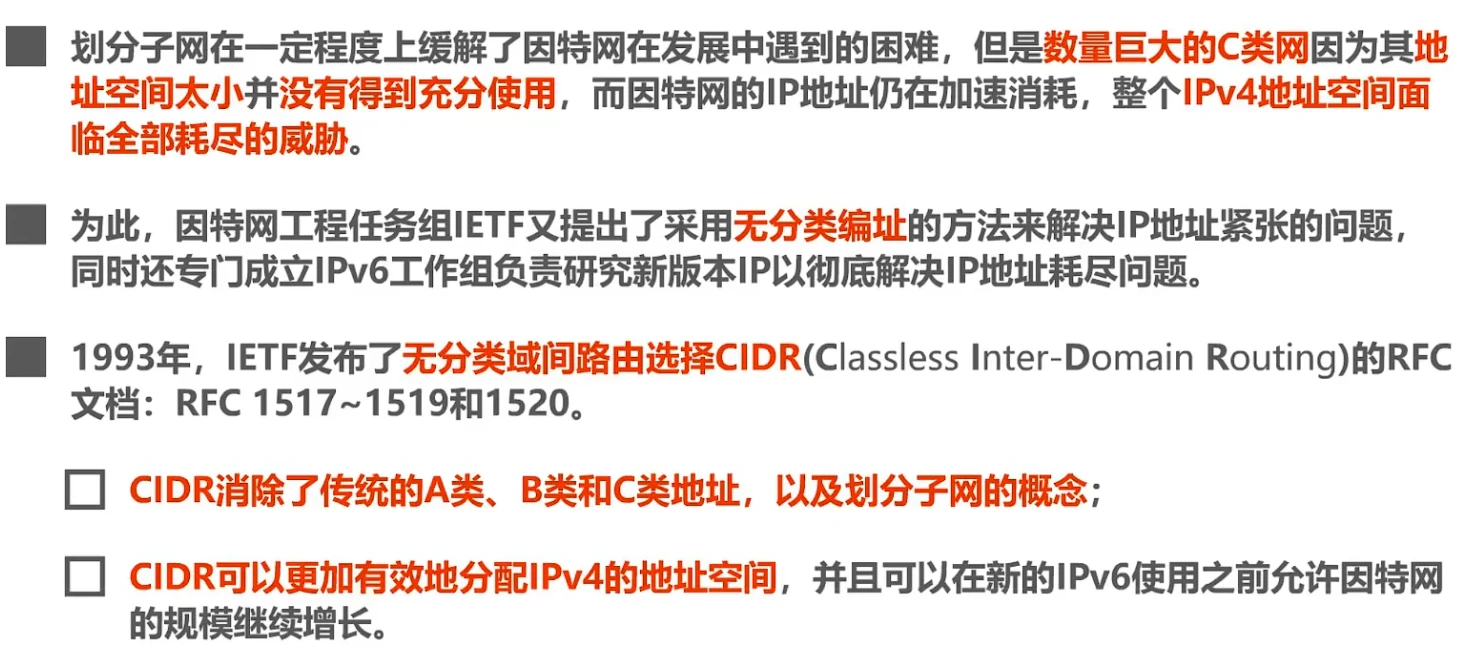 划分子网在一定程度上缓解了因特网在发展中遇到的困难，但是数量巨大的C类网因为其地
址空间太小并没有得到充分使用，而因特网的IP地址仍在加速消耗，整个IPv4地址空间面
临全部耗尽的威胁。
为此，因特网工程任务组IETF又提出了采用无分类编址的方法来解决IP地址紧张的问题，
同时还专门成立IPv6工作组负责研究新版本IP以彻底解决IP地址耗尽问题。
1993年，IETF发布了无分类域间路由选择CIDR(Classless Inter-Domain Routing)的RFC
文档：RFC 1517~1519和1520。
CIDR消除了传统的A类、B类和C类地址，以及划分子网的概念；
CIDR可以更加有效地分配IPv4的地址空间，并且可以在新的IPv6使用之前允许因特网
的规模继续增长。